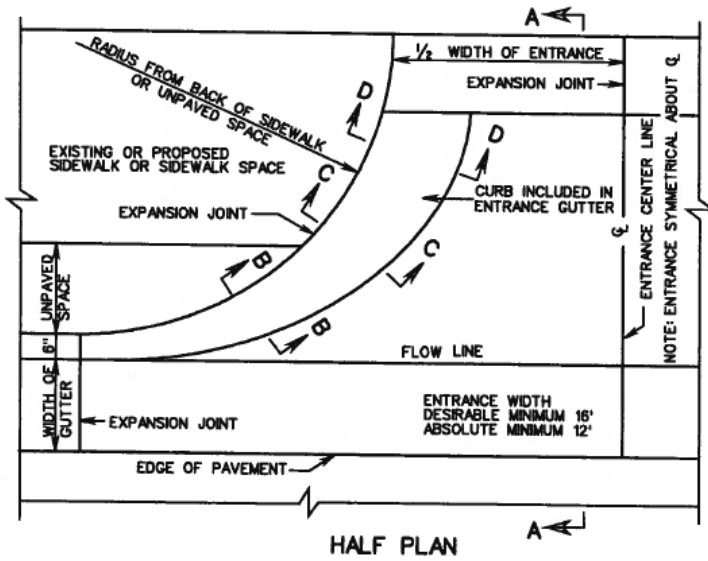 A
RADIUS FROM BACK OF SIDEWALK
OR UNPAVED SPACE
1/2 WIDTH OF ENTRANCE
EXPANSION JOINT
D
D
EXISTING OR PROPOSED
SIDEWALK OR SIDEWALK SPACE
C
CURB INCLUDED IN
ENTRANCE GUTTER
EXPANSION JOINT
℄
ENTRANCE CENTER LINE
NOTE: ENTRANCE SYMMETRICAL ABOUT ℄
B
C
UNPAVED
SPACE
B
6"
FLOW LINE
WIDTH OF
GUTTER
EXPANSION JOINT
ENTRANCE WIDTH
DESIRABLE MINIMUM 16'
ABSOLUTE MINIMUM 12'
EDGE OF PAVEMENT
A
HALF PLAN